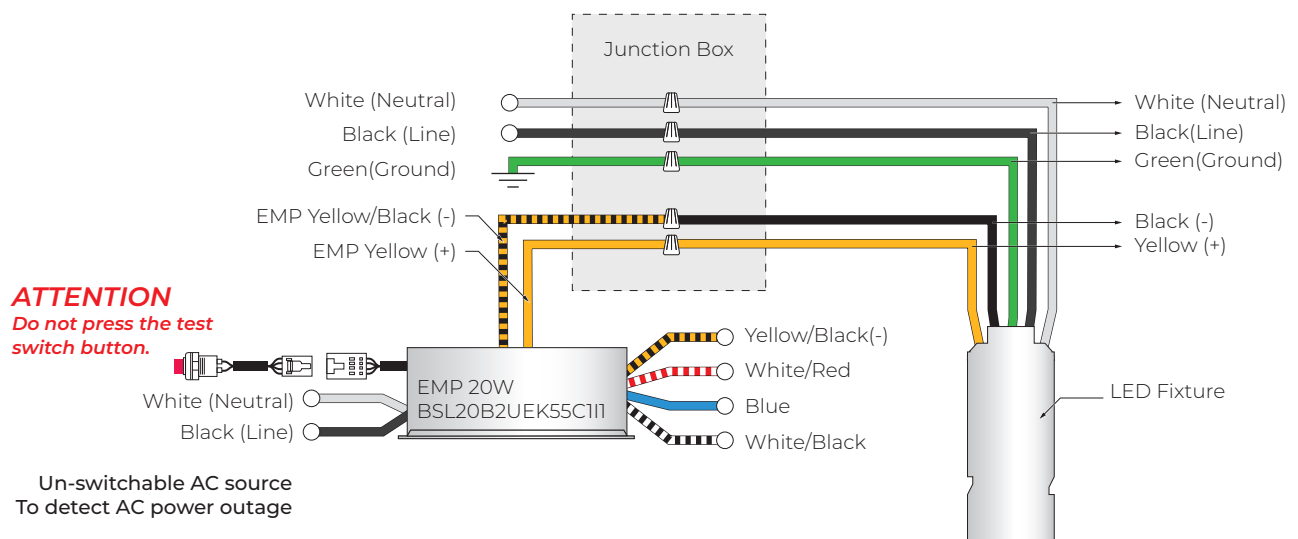 Junction Box
White (Neutral)
White (Neutral)
Black (Line)
Black(Line)
Green(Ground)
Green(Ground)
EMP Yellow/Black (-)
Black (-)
EMP Yellow (+)
Yellow (+)
ATTENTION
Do not press the test
switch button.
Yellow/Black(-)
White/Red
Blue
White/Black
EMP 20W
BSL20B2UEK55C1I1
White (Neutral)
Black (Line)
LED Fixture
Un-switchable AC source
To detect AC power outage